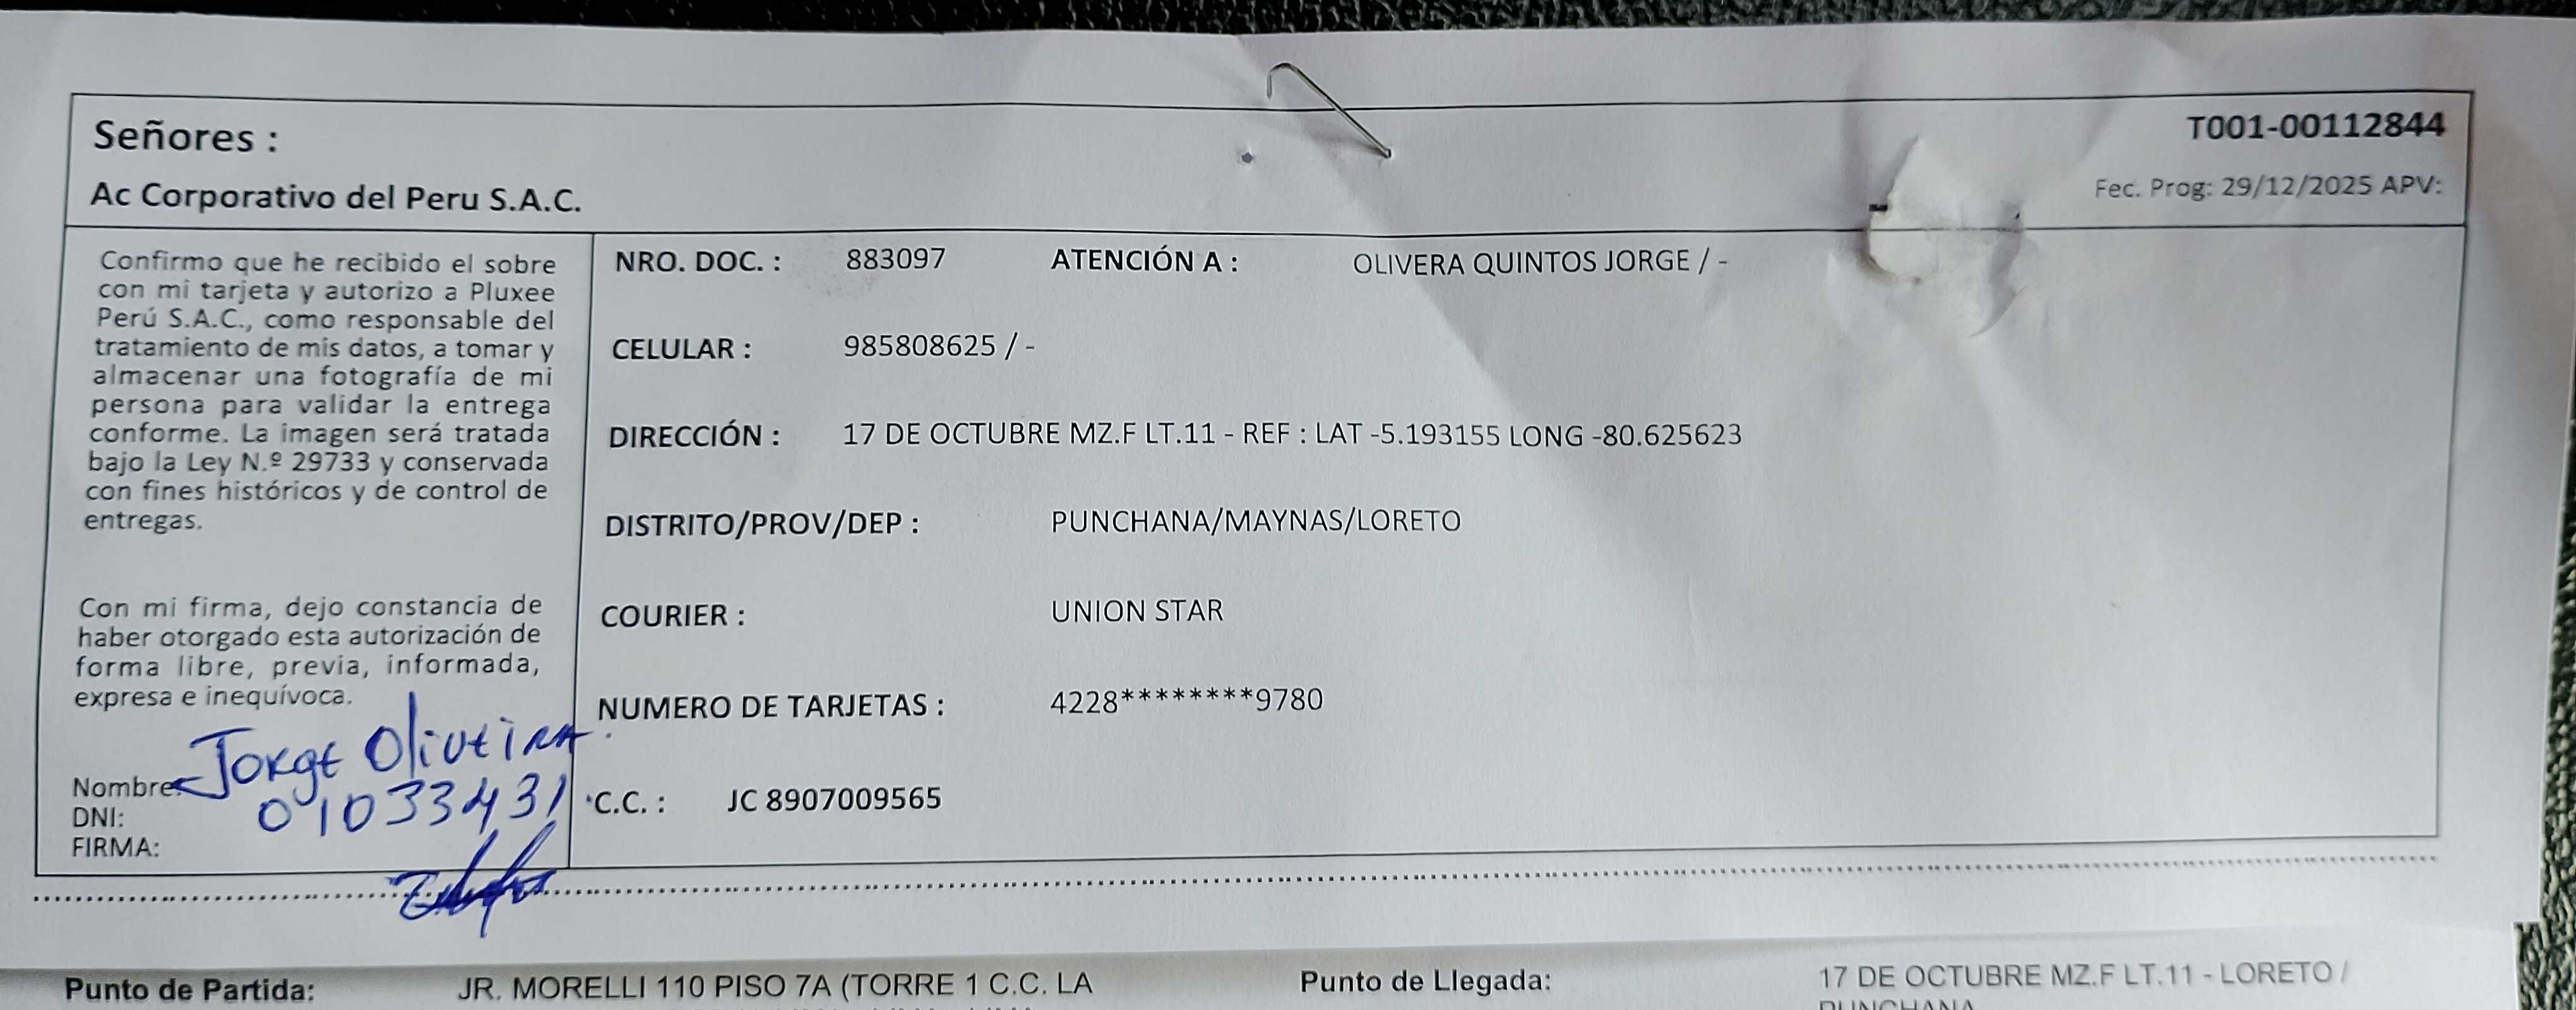 Señores :
Ac Corporativo del Peru S.A.C.
T001-00112844
Fec. Prog: 29/12/2025 APV:
Confirmo que he recibido el sobre
con mi tarjeta y autorizo a Pluxee
Perú S.A.C., como responsable del
tratamiento de mis datos, a tomar y
almacenar una fotografía de mi
persona para validar la entrega
conforme. La imagen será tratada
bajo la Ley N.º 29733 y conservada
con fines históricos y de control de
entregas.
Con mi firma, dejo constancia de
haber otorgado esta autorización de
forma libre, previa, informada,
expresa e inequívoca.
Nombre: Jorge Oliveira
DNI: 01033431
FIRMA:
NRO. DOC. : 883097 ATENCIÓN A : OLIVERA QUINTOS JORGE / -
CELULAR : 985808625 / -
DIRECCIÓN : 17 DE OCTUBRE MZ.F LT.11 - REF : LAT -5.193155 LONG -80.625623
DISTRITO/PROV/DEP : PUNCHANA/MAYNAS/LORETO
COURIER : UNION STAR
NUMERO DE TARJETAS : 4228********9780
C.C. : JC 8907009565
Punto de Partida: JR. MORELLI 110 PISO 7A (TORRE 1 C.C. LA
Punto de Llegada: 17 DE OCTUBRE MZ.F LT.11 - LORETO /
PUNCHANA